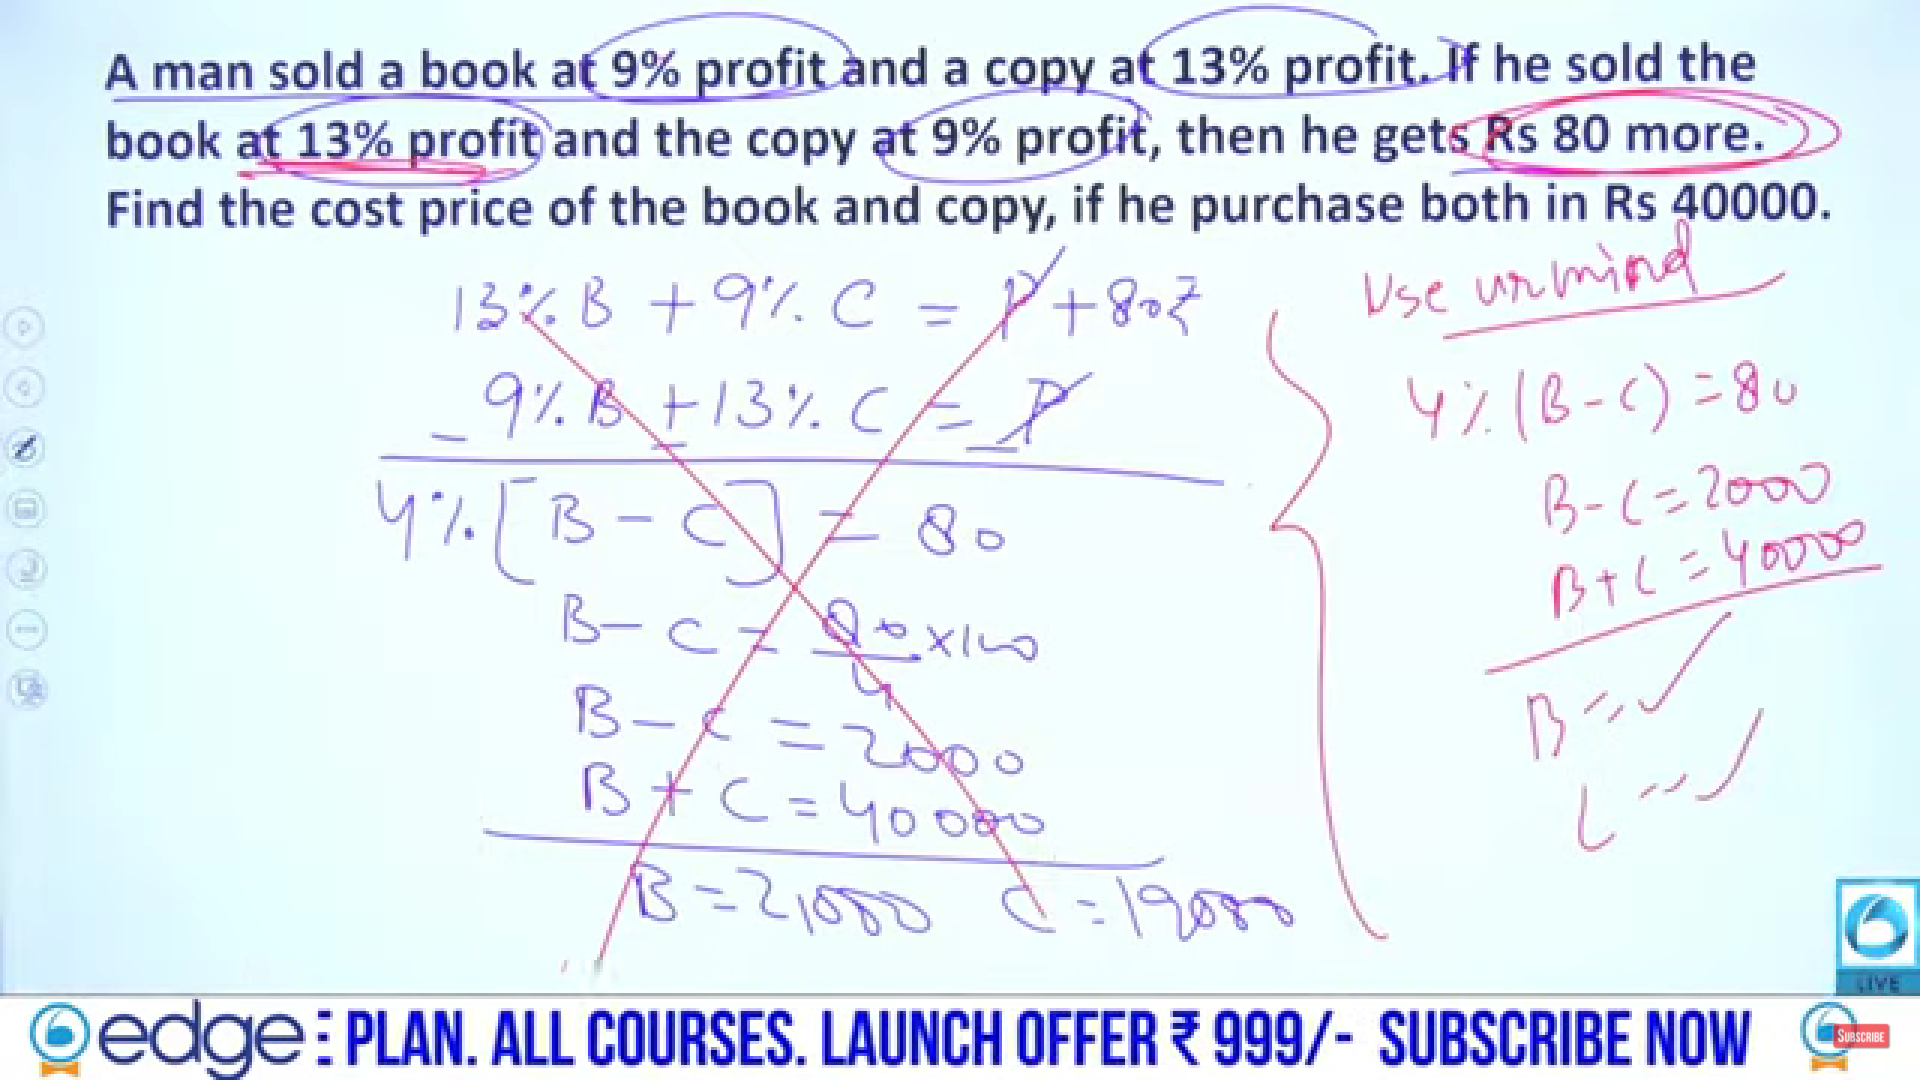 A man sold a book at 9% profit and a copy at 13% profit. If he sold the
book at 13% profit and the copy at 9% profit, then he gets Rs 80 more.
Find the cost price of the book and copy, if he purchase both in Rs 40000.
13% B + 9% C = P + 80₹
9% B + 13% C = P
4% [B - C] = 80
B - C = 80 × 100
4
B - C = 2000
B + C = 40000
B = 21000 C = 19000
Use ur mind
4% (B - C) = 80
B - C = 2000
B + C = 40000
B =
C =
LIVE
edge PLAN. ALL COURSES. LAUNCH OFFER ₹ 999/- SUBSCRIBE NOW
SUBSCRIBE